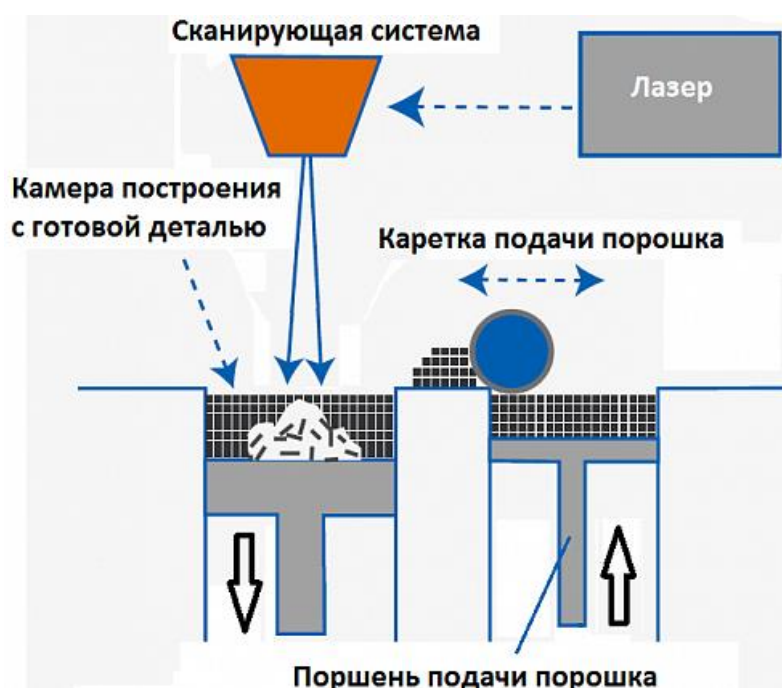 Сканирующая система
Лазер
Камера построения
с готовой деталью
Каретка подачи порошка
Поршень подачи порошка